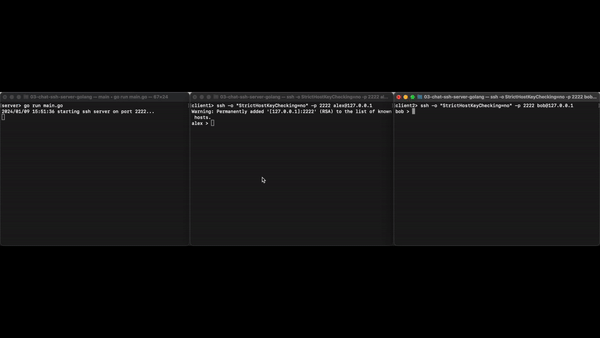 03-chat-ssh-server-golang — main - go run main.go — 57×24
server> go run main.go
2024/01/09 15:51:36 starting ssh server on port 2222...
03-chat-ssh-server-golang — ssh -o StrictHostKeyChecking=no -p 2222 al...
client1> ssh -o "StrictHostKeyChecking=no" -p 2222 alex@127.0.0.1
Warning: Permanently added '[127.0.0.1]:2222' (RSA) to the list of known
hosts.
alex >
03-chat-ssh-server-golang — ssh -o StrictHostKeyChecking=no -p 2222 bob...
client2> ssh -o "StrictHostKeyChecking=no" -p 2222 bob@127.0.0.1
bob >